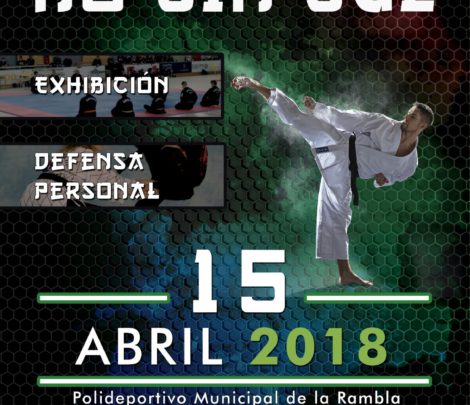 EXHIBICIÓN
DEFENSA
PERSONAL
15
ABRIL 2018
Polideportivo Municipal de la Rambla